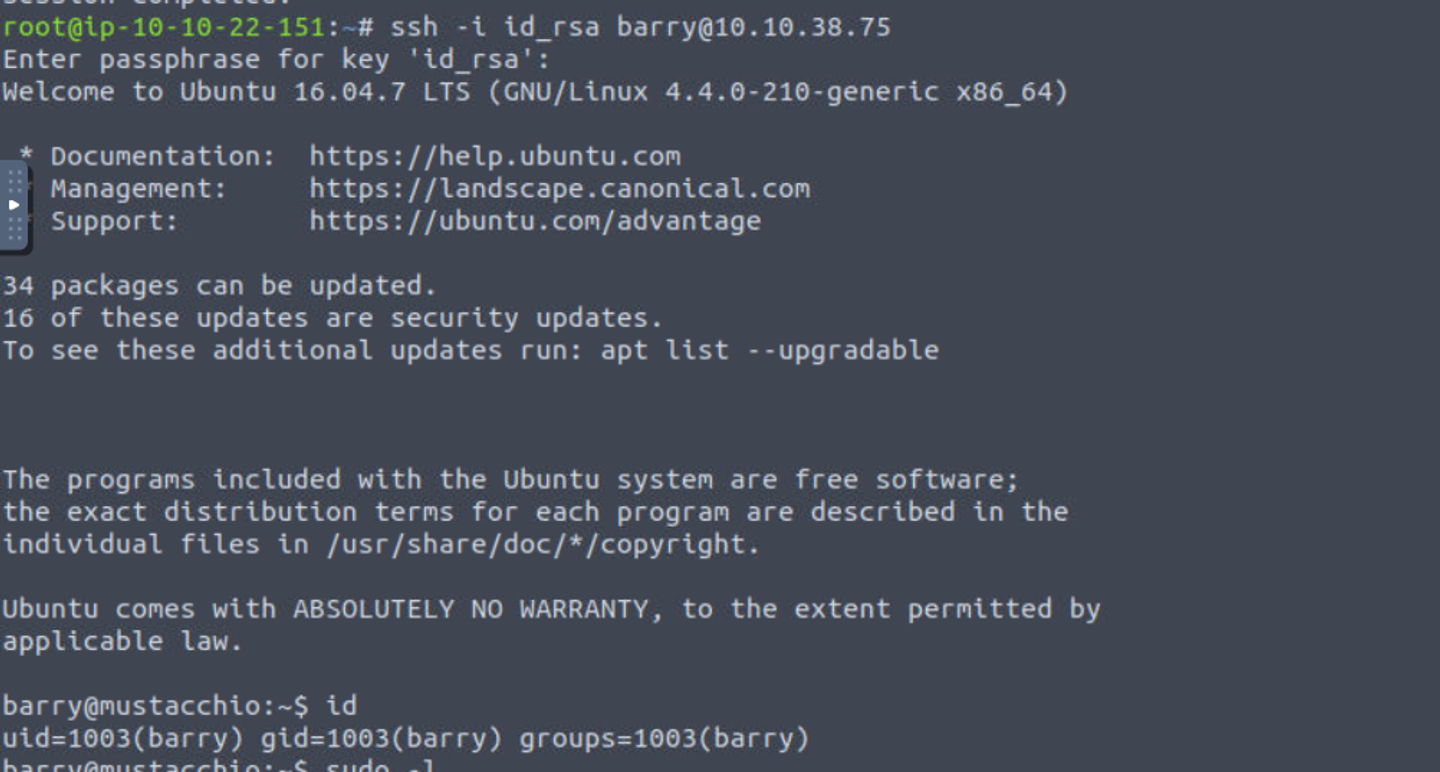 Session completed.
root@ip-10-10-22-151:~# ssh -i id_rsa barry@10.10.38.75
Enter passphrase for key 'id_rsa':
Welcome to Ubuntu 16.04.7 LTS (GNU/Linux 4.4.0-210-generic x86_64)
* Documentation:  https://help.ubuntu.com
* Management:     https://landscape.canonical.com
* Support:        https://ubuntu.com/advantage
34 packages can be updated.
16 of these updates are security updates.
To see these additional updates run: apt list --upgradable
The programs included with the Ubuntu system are free software;
the exact distribution terms for each program are described in the
individual files in /usr/share/doc/*/copyright.
Ubuntu comes with ABSOLUTELY NO WARRANTY, to the extent permitted by
applicable law.
barry@mustacchio:~$ id
uid=1003(barry) gid=1003(barry) groups=1003(barry)
barry@mustacchio:~$ sudo -l